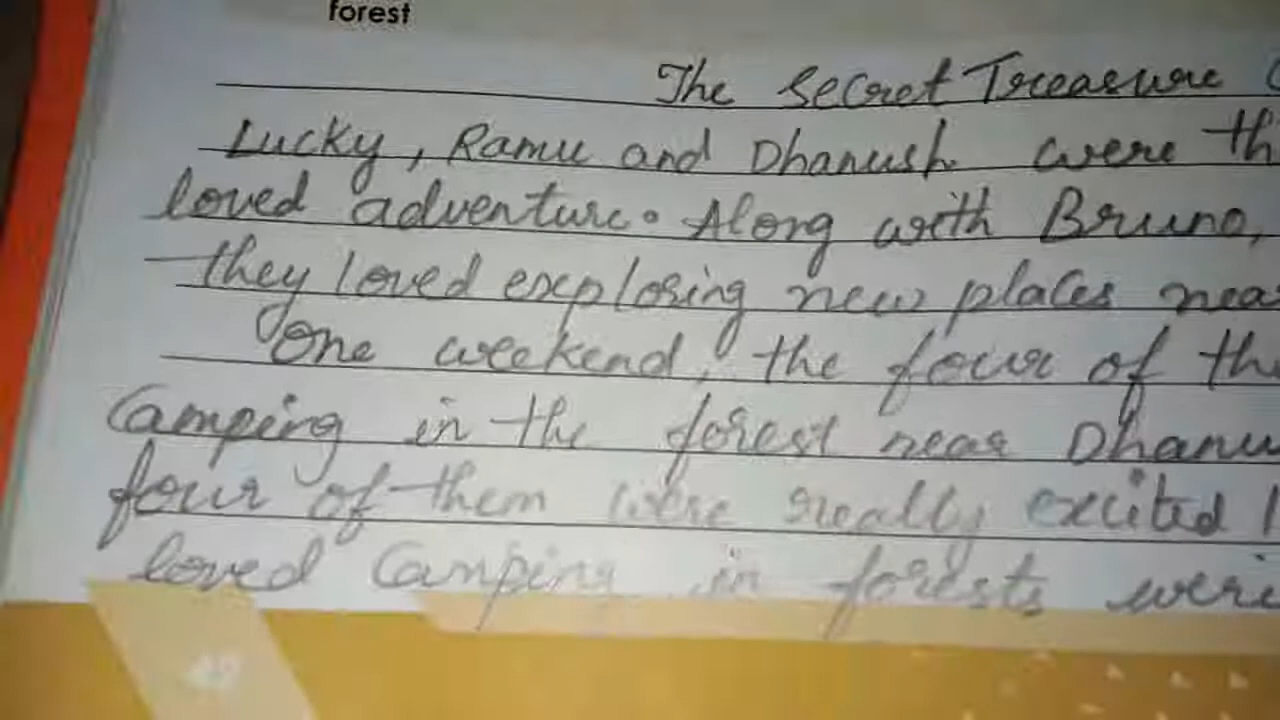 forest
The Secret Treasure
Lucky, Ramu and Dhanush were
loved adventure. Along with Bruno,
they loved exploring new places
One weekend, the four of
Camping in the forest near
four of them were really excited
loved Camping in forests